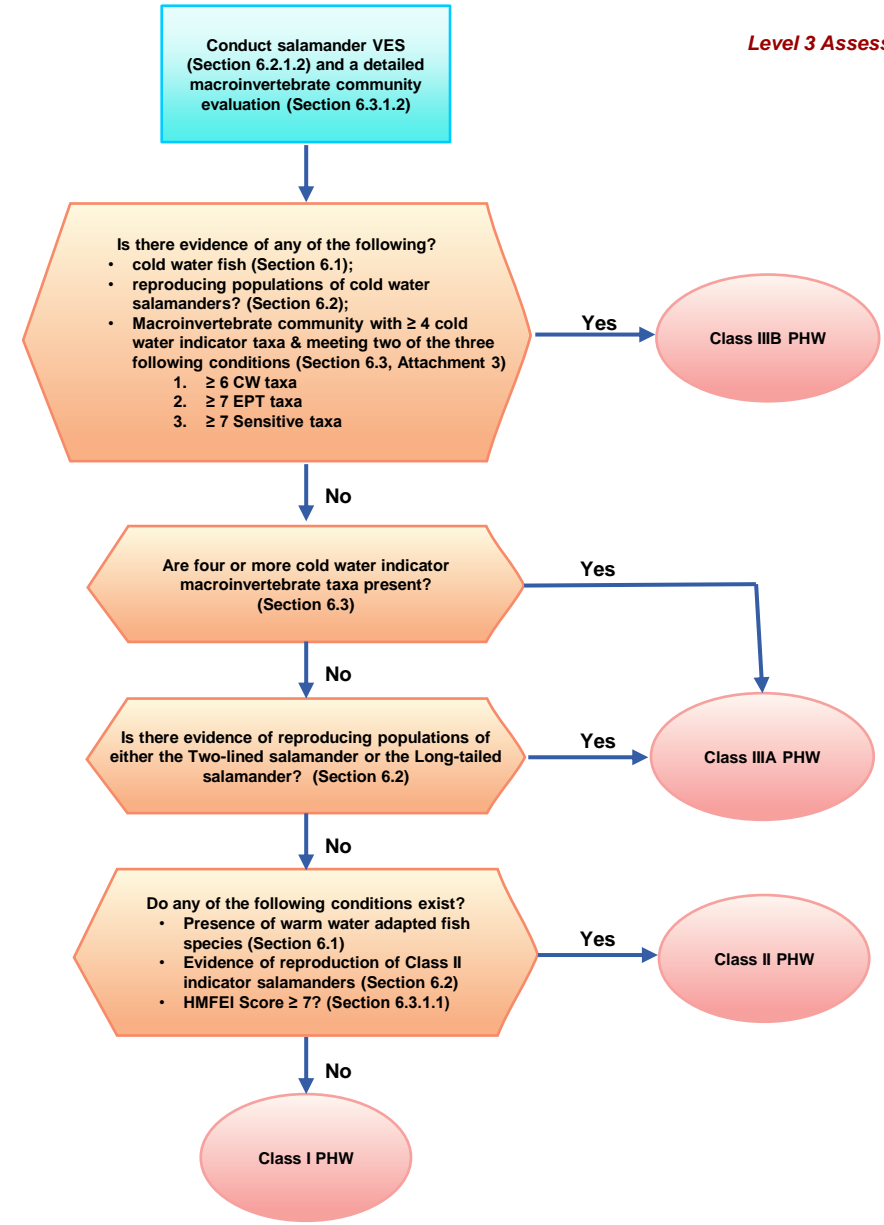 Level 3 Assess
Conduct salamander VES
(Section 6.2.1.2) and a detailed
macroinvertebrate community
evaluation (Section 6.3.1.2)
Is there evidence of any of the following?
• cold water fish (Section 6.1);
• reproducing populations of cold water
salamanders? (Section 6.2);
• Macroinvertebrate community with ≥ 4 cold
water indicator taxa & meeting two of the three
following conditions (Section 6.3, Attachment 3)
1. ≥ 6 CW taxa
2. ≥ 7 EPT taxa
3. ≥ 7 Sensitive taxa
Yes
Class IIIB PHW
No
Are four or more cold water indicator
macroinvertebrate taxa present?
(Section 6.3)
Yes
No
Is there evidence of reproducing populations of
either the Two-lined salamander or the Long-tailed
salamander? (Section 6.2)
Yes
Class IIIA PHW
No
Do any of the following conditions exist?
• Presence of warm water adapted fish
species (Section 6.1)
• Evidence of reproduction of Class II
indicator salamanders (Section 6.2)
• HMFEI Score ≥ 7? (Section 6.3.1.1)
Yes
Class II PHW
No
Class I PHW